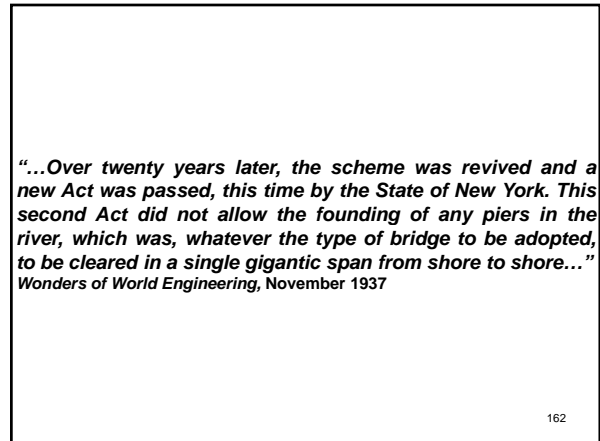 “…Over twenty years later, the scheme was revived and a
new Act was passed, this time by the State of New York. This
second Act did not allow the founding of any piers in the
river, which was, whatever the type of bridge to be adopted,
to be cleared in a single gigantic span from shore to shore…”
Wonders of World Engineering, November 1937
162